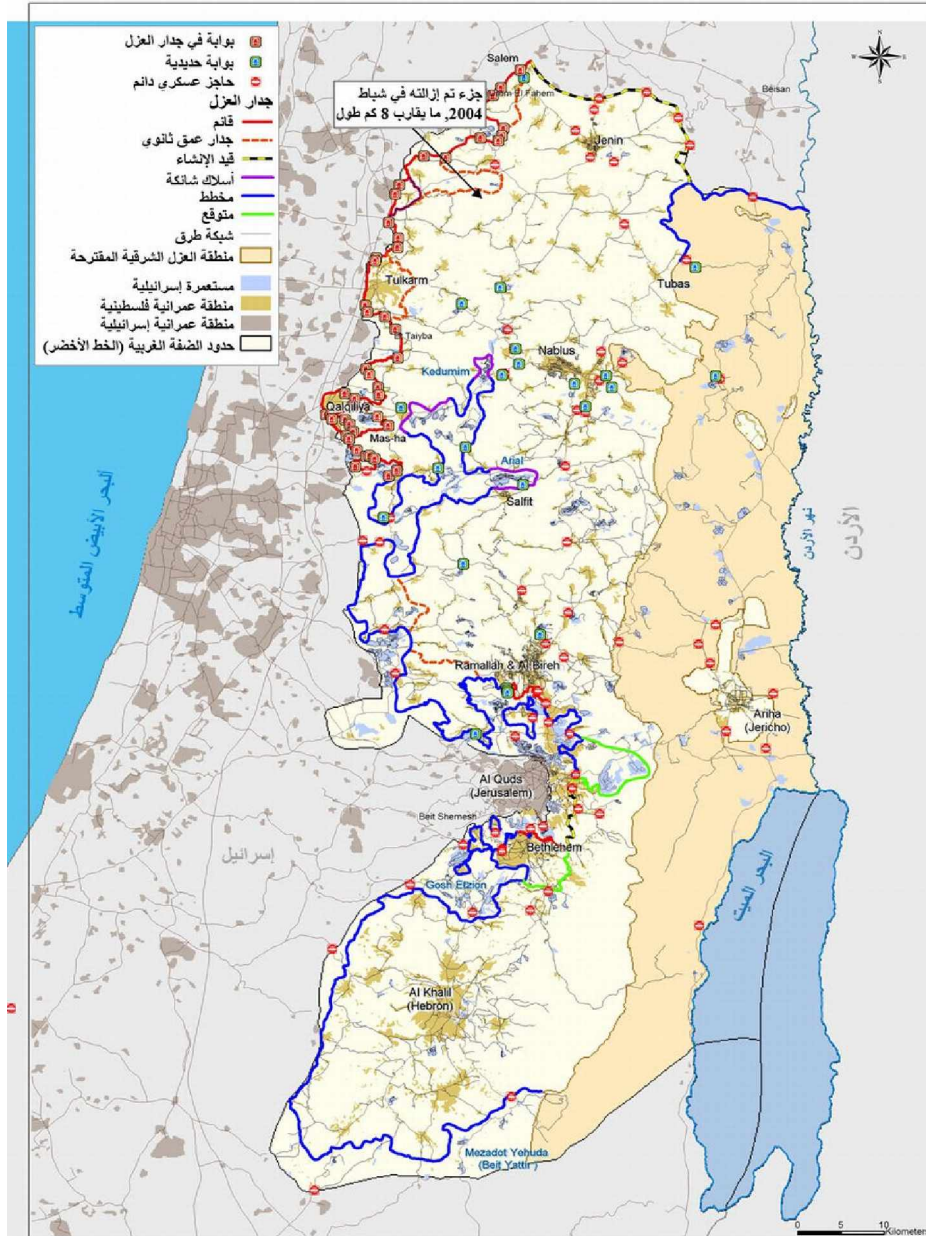 بوابة في جدار العزل
بوابة حديدية
حاجز عسكري دائم
جدار العزل
قائم
جدار عمق ثانوي
قيد الإنشاء
أسلاك شائكة
مخطط
متوقع
شبكة طرق
منطقة العزل الشرقية المقترحة
مستعمرة إسرائيلية
منطقة عمرانية فلسطينية
منطقة عمرانية إسرائيلية
حدود الضفة الغربية (الخط الأخضر)
جزء تم إزالته في شباط
2004, ما يقارب 8 كم طول
Salem
Umm El Fahem
Beisan
Jenin
Tulkarm
Tubas
Taiyba
Nablus
Kedumim
Qalqiliya
Mas-ha
Arial
Salfit
البحر الأبيض المتوسط
نهر الأردن
الأردن
Ramallah & Al Bireh
Ariha
(Jericho)
Al Quds
(Jerusalem)
Beit Shemesh
Bethlehem
إسرائيل
Gosh Etzion
البحر الميت
Al Khalil
(Hebron)
Mezadot Yehuda
(Beit Yattir)
N
S
0 5 10
Kilometers